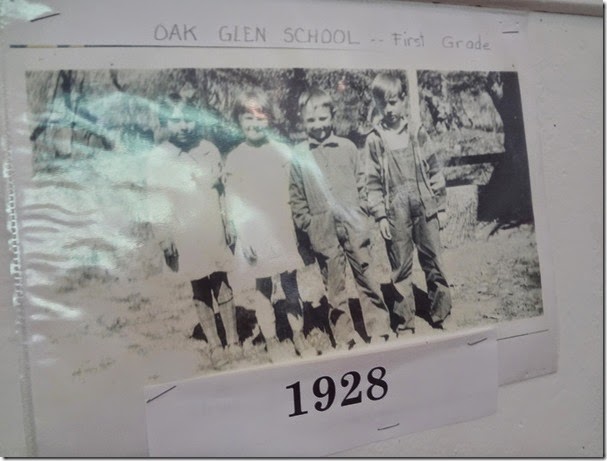 OAK GLEN SCHOOL -- First Grade
1928